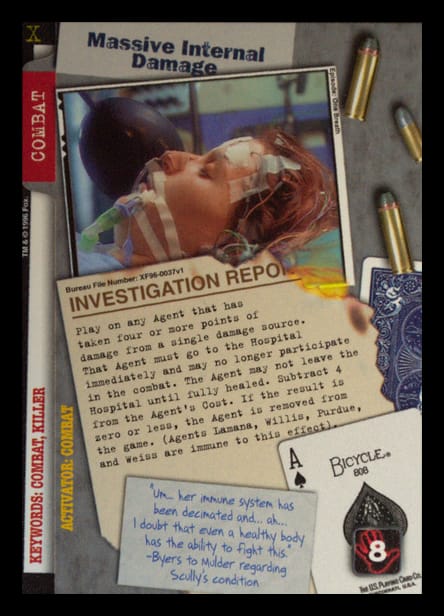 X
Massive Internal
Damage
COMBAT
Episode: One Breath
TM & © 1996 Fox.
Bureau File Number: XF96-0037v1
INVESTIGATION REPO
Play on any Agent that has
taken four or more points of
damage from a single damage source.
That Agent must go to the Hospital
immediately and may no longer participate
in the combat. The Agent may not leave the
Hospital until fully healed. Subtract 4
from the Agent's Cost. If the result is
zero or less, the Agent is removed from
the game. (Agents Lamana, Willis, Purdue,
and Weiss are immune to this effect).
KEYWORDS: COMBAT, KILLER
ACTIVATOR: COMBAT
"Um... her immune system has
been decimated and... ah...
I doubt that even a healthy body
has the ability to fight this."
-Byers to Mulder regarding
Scully's condition
A
BICYCLE®
808
8
THE U.S. PLAYING CARD CO.